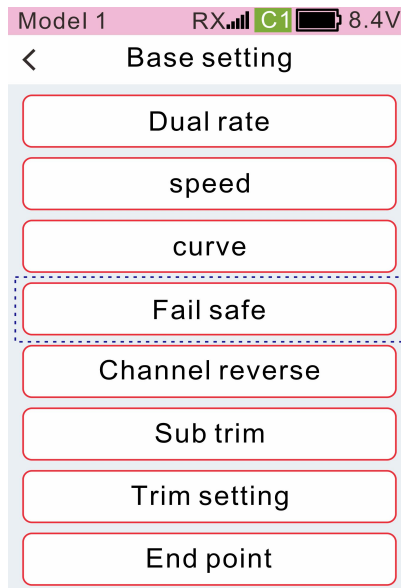 Model 1 RX C1 8.4V
< Base setting
Dual rate
speed
curve
Fail safe
Channel reverse
Sub trim
Trim setting
End point